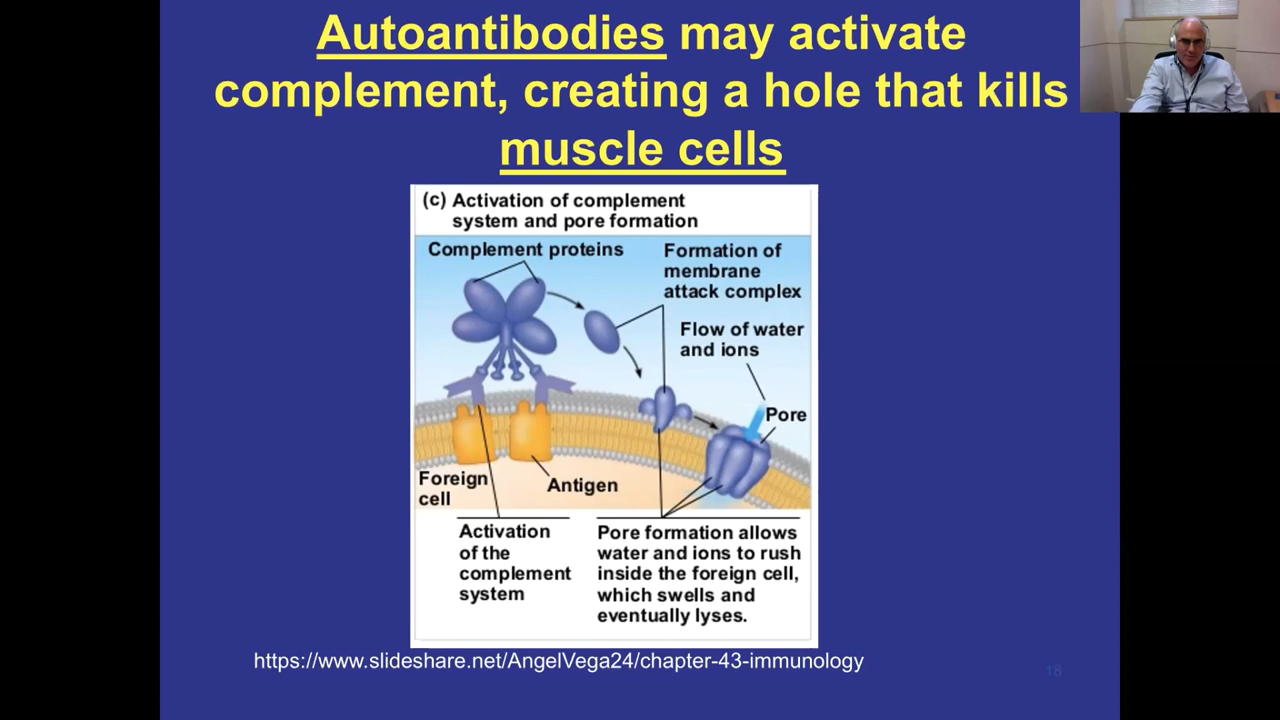 Autoantibodies may activate
complement, creating a hole that kills
muscle cells
(c) Activation of complement
system and pore formation
Complement proteins
Formation of
membrane
attack complex
Flow of water
and ions
Pore
Foreign
cell
Antigen
Activation
of the
complement
system
Pore formation allows
water and ions to rush
inside the foreign cell,
which swells and
eventually lyses.
https://www.slideshare.net/AngelVega24/chapter-43-immunology
18